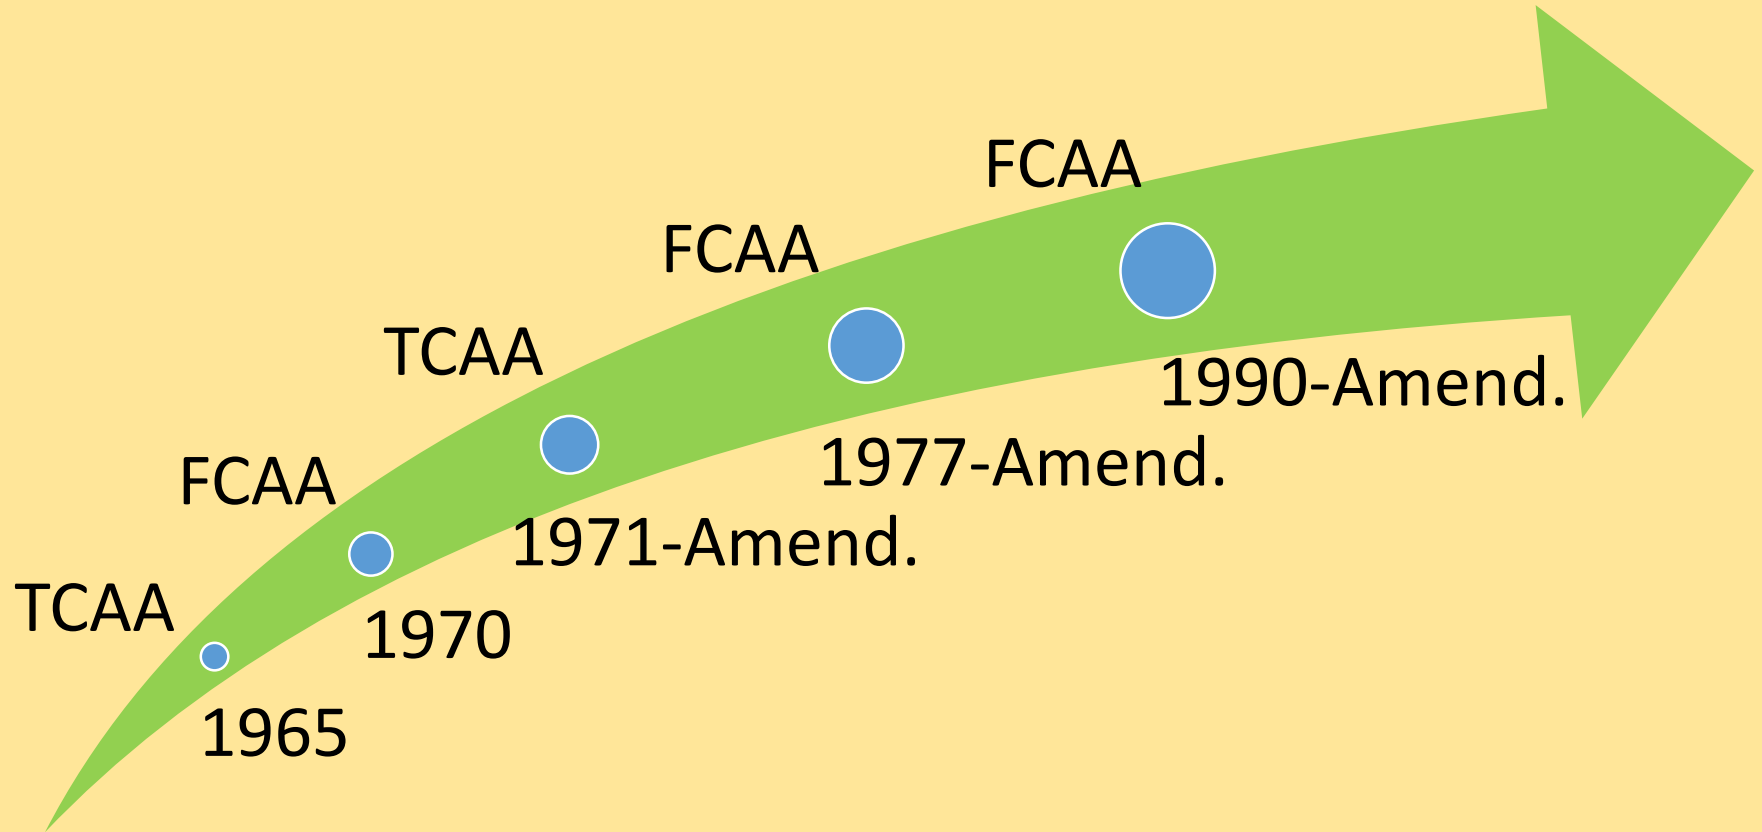 TCAA
1965
FCAA
1970
TCAA
1971-Amend.
FCAA
1977-Amend.
FCAA
1990-Amend.